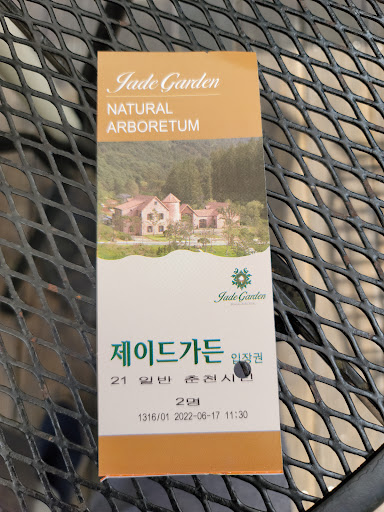 Jade Garden
NATURAL
ARBORETUM
Jade Garden
제이드가든 입장권
21 일반 춘천시민
2명
1316/01 2022-06-17 11:30